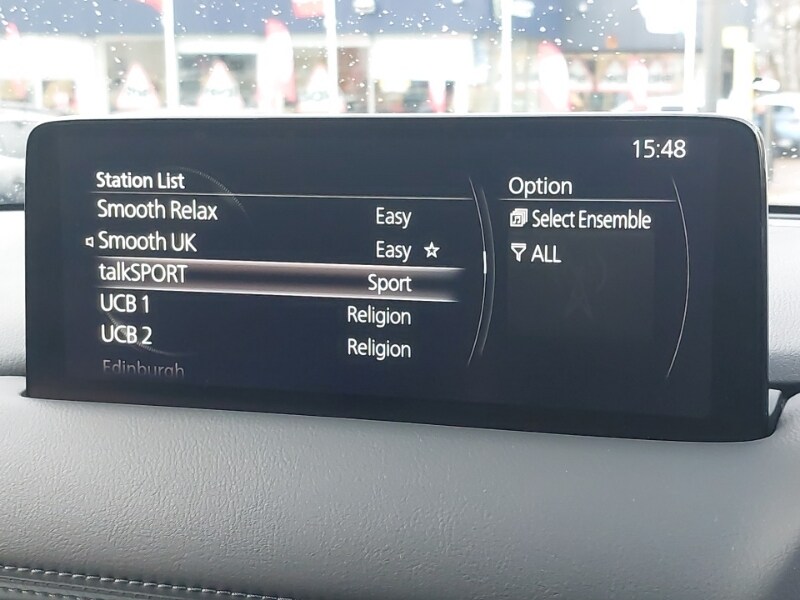 15:48
Station List
Smooth Relax Easy
Smooth UK Easy
talkSPORT Sport
UCB 1 Religion
UCB 2 Religion
Edinburgh
Option
Select Ensemble
ALL